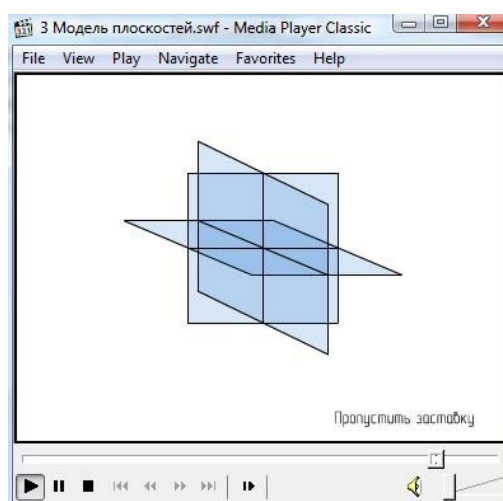 3 Модель плоскостей.swf - Media Player Classic
File View Play Navigate Favorites Help
Пропустить заставку